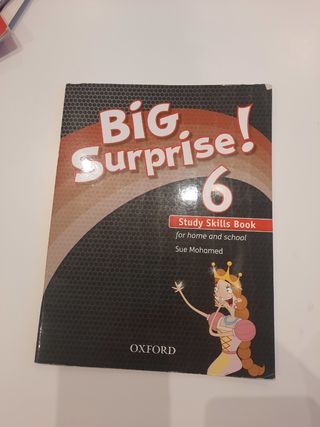 BiG
Surprise!
6
Study Skills Book
for home and school
Sue Mohamed
OXFORD